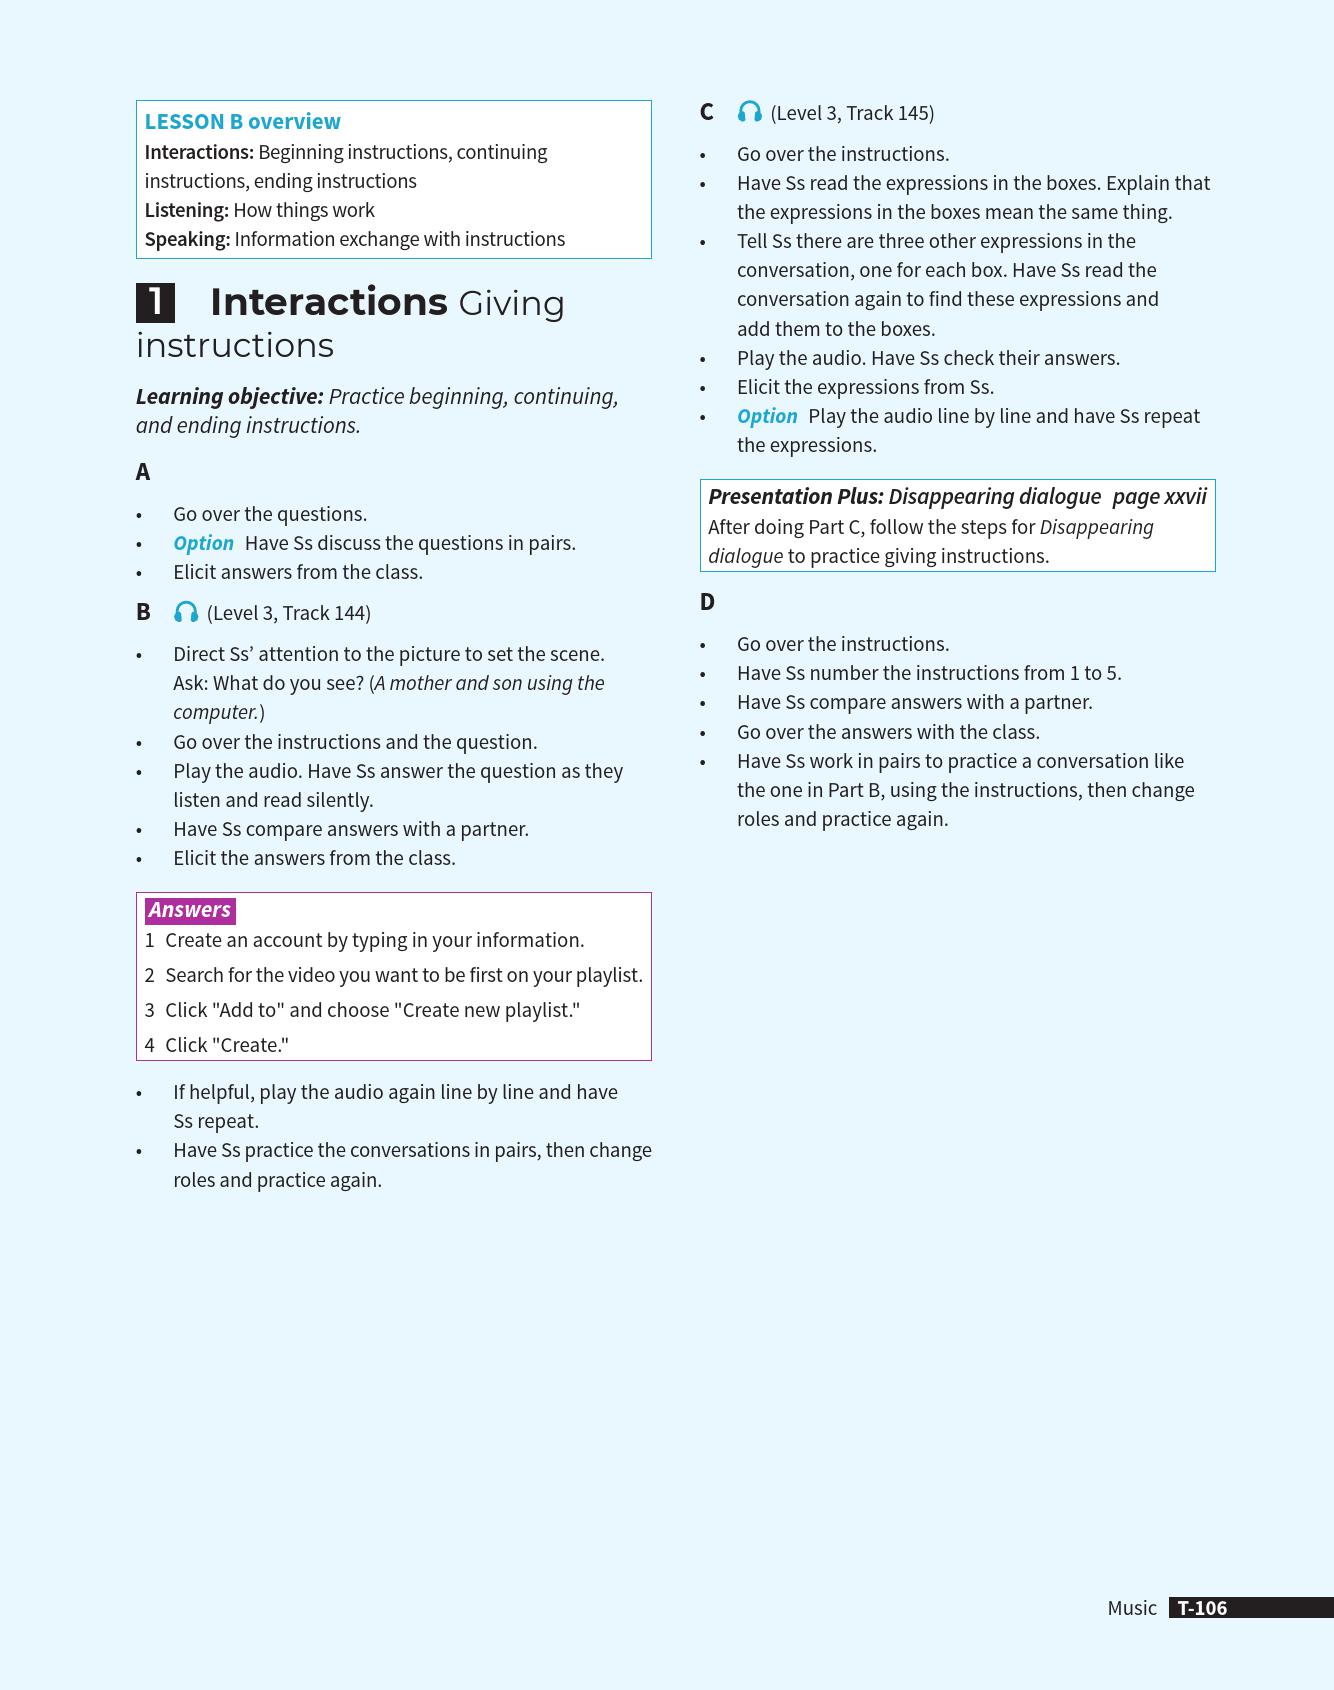 LESSON B overview
Interactions: Beginning instructions, continuing
instructions, ending instructions
Listening: How things work
Speaking: Information exchange with instructions
1 Interactions Giving
instructions
Learning objective: Practice beginning, continuing,
and ending instructions.
A
• Go over the questions.
• Option Have Ss discuss the questions in pairs.
• Elicit answers from the class.
B (Level 3, Track 144)
• Direct Ss’ attention to the picture to set the scene.
Ask: What do you see? (A mother and son using the
computer.)
• Go over the instructions and the question.
• Play the audio. Have Ss answer the question as they
listen and read silently.
• Have Ss compare answers with a partner.
• Elicit the answers from the class.
Answers
1 Create an account by typing in your information.
2 Search for the video you want to be first on your playlist.
3 Click "Add to" and choose "Create new playlist."
4 Click "Create."
• If helpful, play the audio again line by line and have
Ss repeat.
• Have Ss practice the conversations in pairs, then change
roles and practice again.
C (Level 3, Track 145)
• Go over the instructions.
• Have Ss read the expressions in the boxes. Explain that
the expressions in the boxes mean the same thing.
• Tell Ss there are three other expressions in the
conversation, one for each box. Have Ss read the
conversation again to find these expressions and
add them to the boxes.
• Play the audio. Have Ss check their answers.
• Elicit the expressions from Ss.
• Option Play the audio line by line and have Ss repeat
the expressions.
Presentation Plus: Disappearing dialogue page xxvii
After doing Part C, follow the steps for Disappearing
dialogue to practice giving instructions.
D
• Go over the instructions.
• Have Ss number the instructions from 1 to 5.
• Have Ss compare answers with a partner.
• Go over the answers with the class.
• Have Ss work in pairs to practice a conversation like
the one in Part B, using the instructions, then change
roles and practice again.
Music T-106